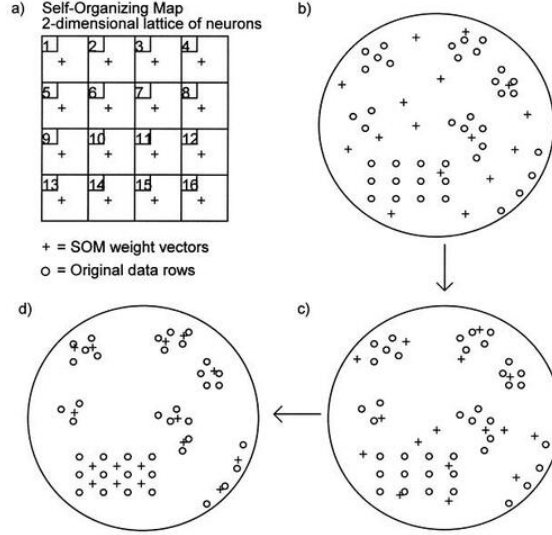 a) Self-Organizing Map
2-dimensional lattice of neurons
1 2 3 4
5 6 7 8
9 10 11 12
13 14 15 16
+ = SOM weight vectors
o = Original data rows
b)
d)
c)